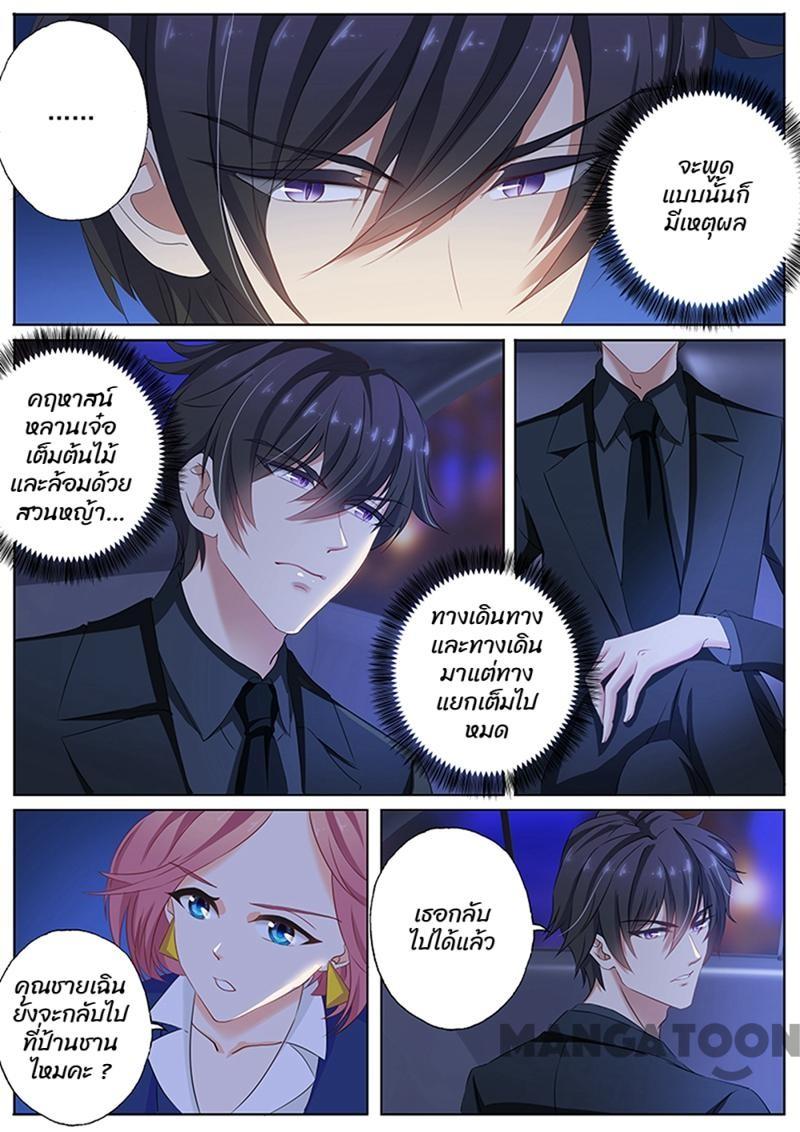 ......
จะพูด
แบบนั้นก็
มีเหตุผล
คฤหาสน์
หลานเจ๋อ
เต็มต้นไม้
และล้อมด้วย
สวนหญ้า...
ทางเดินทาง
และทางเดิน
มาแต่ทาง
แยกเต็มไป
หมด
คุณชายเฉิน
ยังจะกลับไป
ที่ป้านชาน
ไหมคะ ?
เธอกลับ
ไปได้แล้ว
MANGATOON